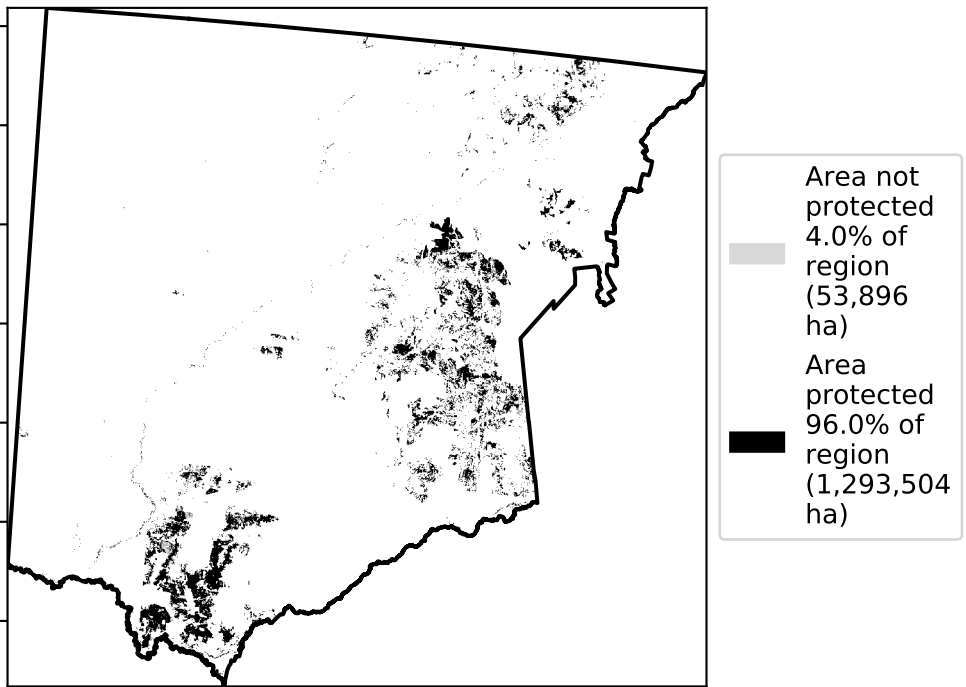 Area not
protected
4.0% of
region
(53,896
ha)
Area
protected
96.0% of
region
(1,293,504
ha)